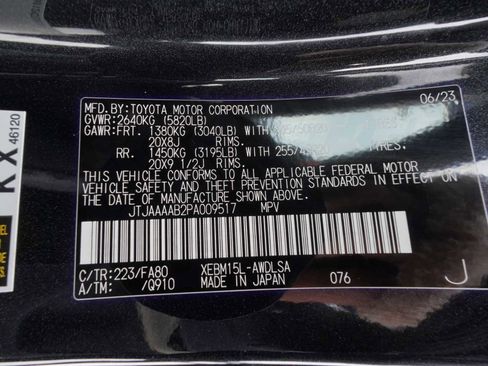 MFD.BY:TOYOTA MOTOR CORPORATION 06/23
GVWR:2640KG (5820LB)
GAWR:FRT. 1380KG (3040LB) WITH
20X8J RIMS.
RR. 1450KG (3195LB) WITH 255/
20X9 1/2J RIMS.
THIS VEHICLE CONFORMS TO ALL APPLICABLE FEDERAL MOTOR
VEHICLE SAFETY AND THEFT PREVENTION STANDARDS IN EFFECT ON
THE DATE OF MANUFACTURE SHOWN ABOVE.
JTJAAAAB2PA009517 MPV
C/TR:223/FA80 XEBM15L-AWDLSA
A/TM: /Q910 MADE IN JAPAN 076 J
KX
46120